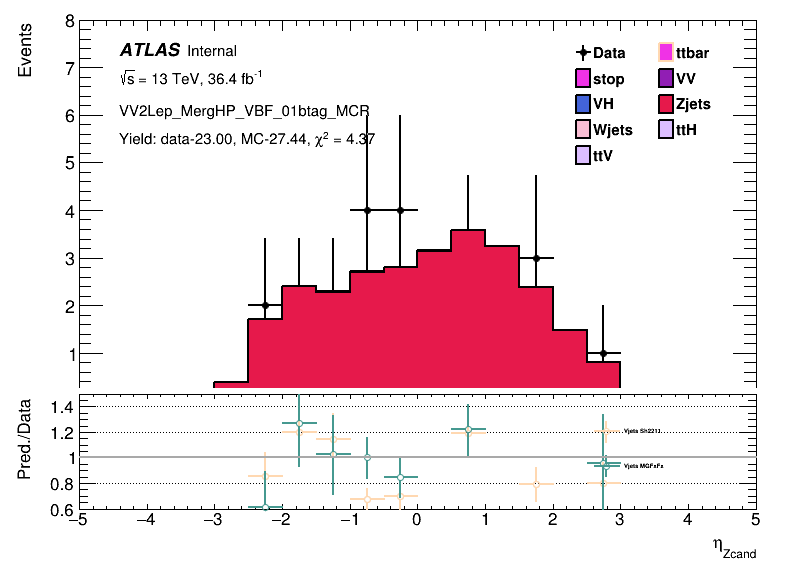 Events
8
7
6
5
4
3
2
1
ATLAS Internal
√s = 13 TeV, 36.4 fb⁻¹
VV2Lep_MergHP_VBF_01btag_MCR
Yield: data-23.00, MC-27.44, χ² = 4.37
Data ttbar
stop VV
VH Zjets
Wjets ttH
ttV
Pred./Data
1.4
1.2
1
0.8
0.6
Vjets Sh2211
Vjets MGFxFx
−5 −4 −3 −2 −1 0 1 2 3 4 5
η_Zcand